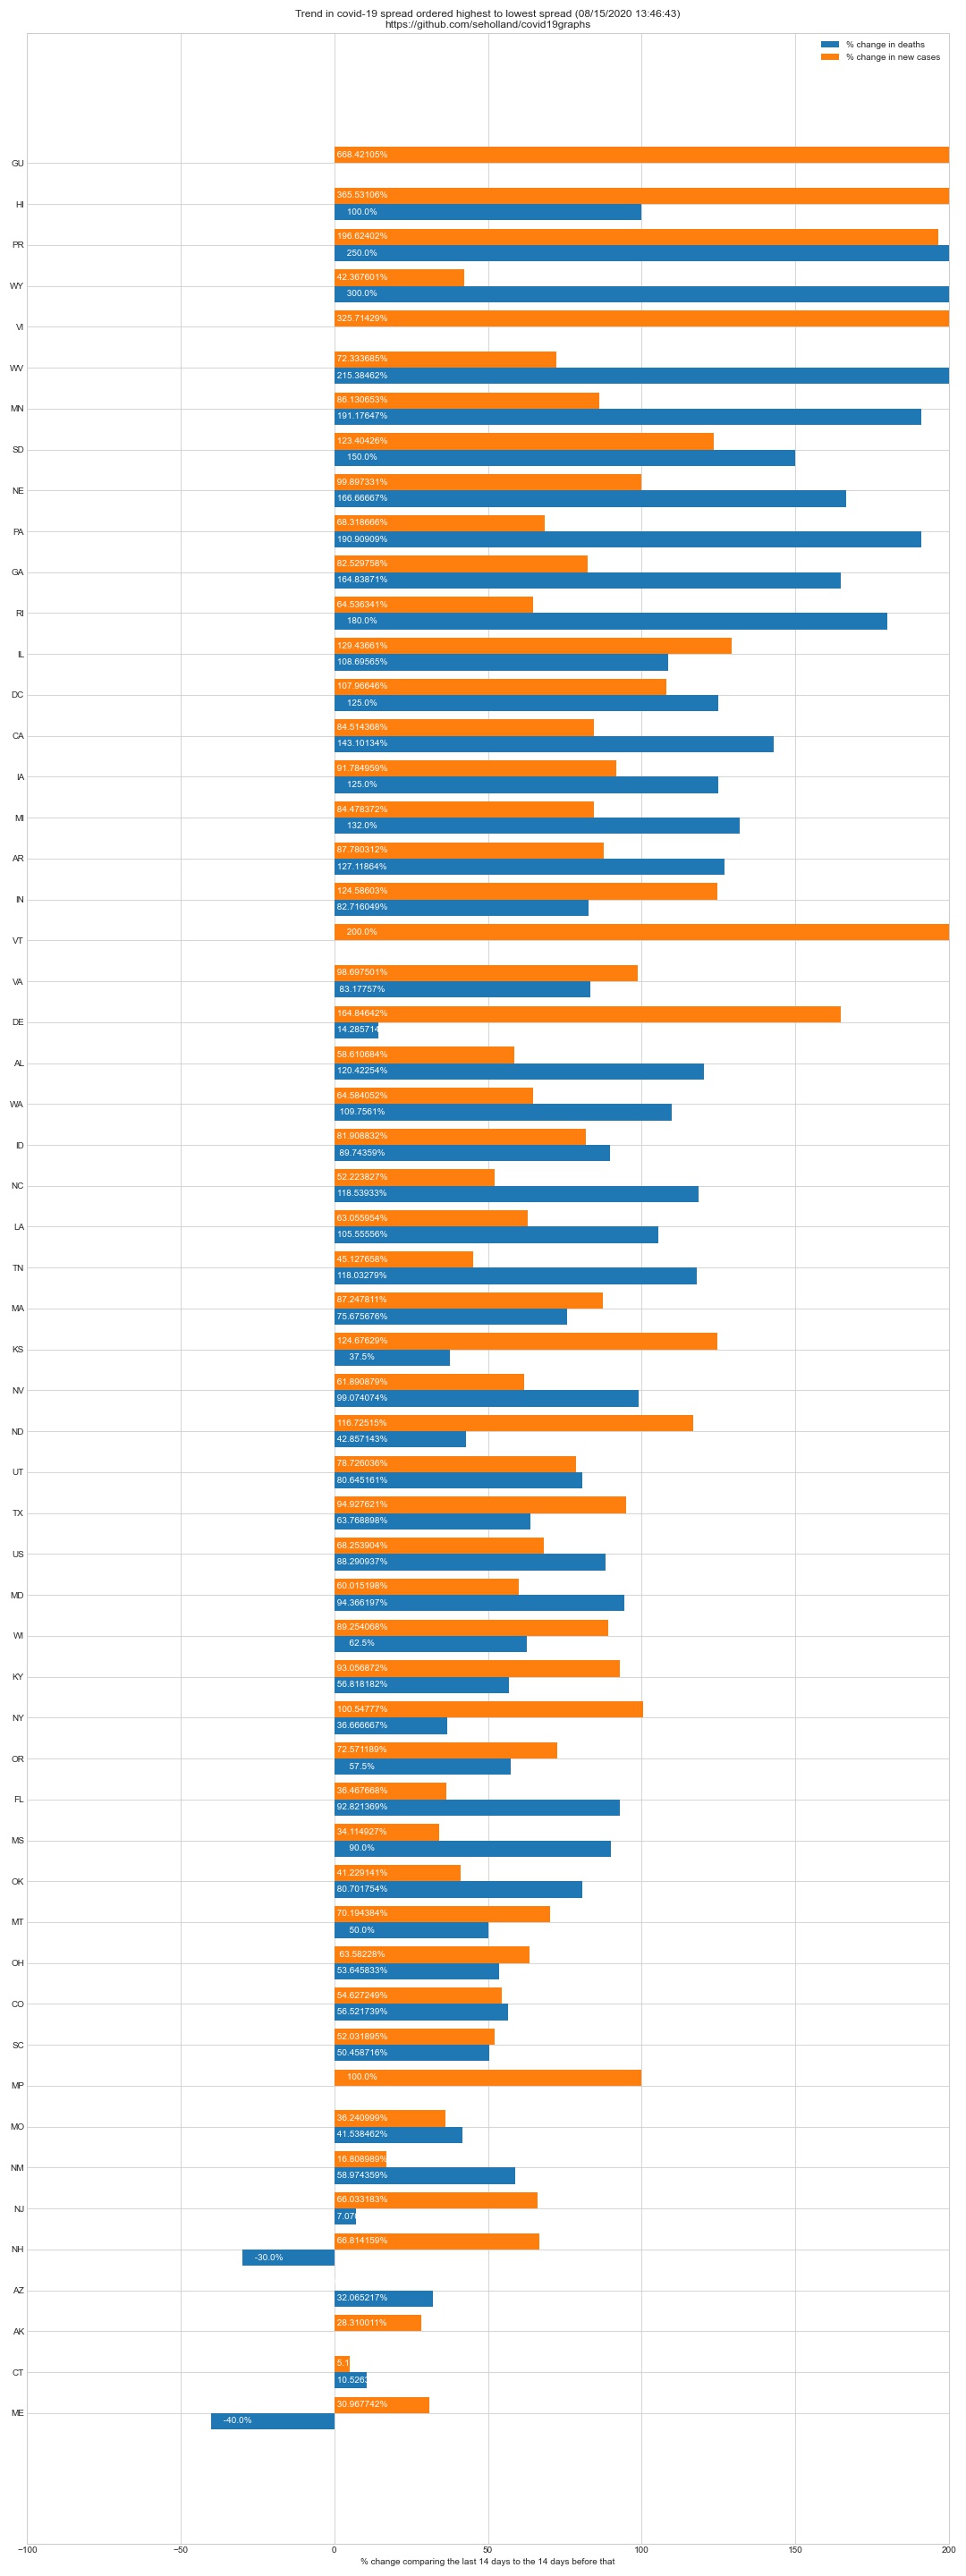 Trend in covid-19 spread ordered highest to lowest spread (08/15/2020 13:46:43)
https://github.com/seholland/covid19graphs
% change in deaths
% change in new cases
GU
668.42105%
HI
365.53106%
100.0%
PR
196.62402%
250.0%
WY
42.367601%
300.0%
VI
325.71429%
WV
72.333685%
215.38462%
MN
86.130653%
191.17647%
SD
123.40426%
150.0%
NE
99.897331%
166.66667%
PA
68.318666%
190.90909%
GA
82.529758%
164.83871%
RI
64.536341%
180.0%
IL
129.43661%
108.69565%
DC
107.96646%
125.0%
CA
84.514368%
143.10134%
IA
91.784959%
125.0%
MI
84.478372%
132.0%
AR
87.780312%
127.11864%
IN
124.58603%
82.716049%
VT
200.0%
VA
98.697501%
83.17757%
DE
164.84642%
14.285714
AL
58.610684%
120.42254%
WA
64.584052%
109.7561%
ID
81.908832%
89.74359%
NC
52.223827%
118.53933%
LA
63.055954%
105.55556%
TN
45.127658%
118.03279%
MA
87.247811%
75.675676%
KS
124.67629%
37.5%
NV
61.890879%
99.074074%
ND
116.72515%
42.857143%
UT
78.726036%
80.645161%
TX
94.927621%
63.768898%
US
68.253904%
88.290937%
MD
60.015198%
94.366197%
WI
89.254068%
62.5%
KY
93.056872%
56.818182%
NY
100.54777%
36.666667%
OR
72.571189%
57.5%
FL
36.467668%
92.821369%
MS
34.114927%
90.0%
OK
41.229141%
80.701754%
MT
70.194384%
50.0%
OH
63.58228%
53.645833%
CO
54.627249%
56.521739%
SC
52.031895%
50.458716%
MP
100.0%
MO
36.240999%
41.538462%
NM
16.808989%
58.974359%
NJ
66.033183%
7.07
NH
66.814159%
-30.0%
AZ
32.065217%
AK
28.310011%
CT
5.1
10.526
ME
30.967742%
-40.0%
−100 −50 0 50 100 150 200
% change comparing the last 14 days to the 14 days before that